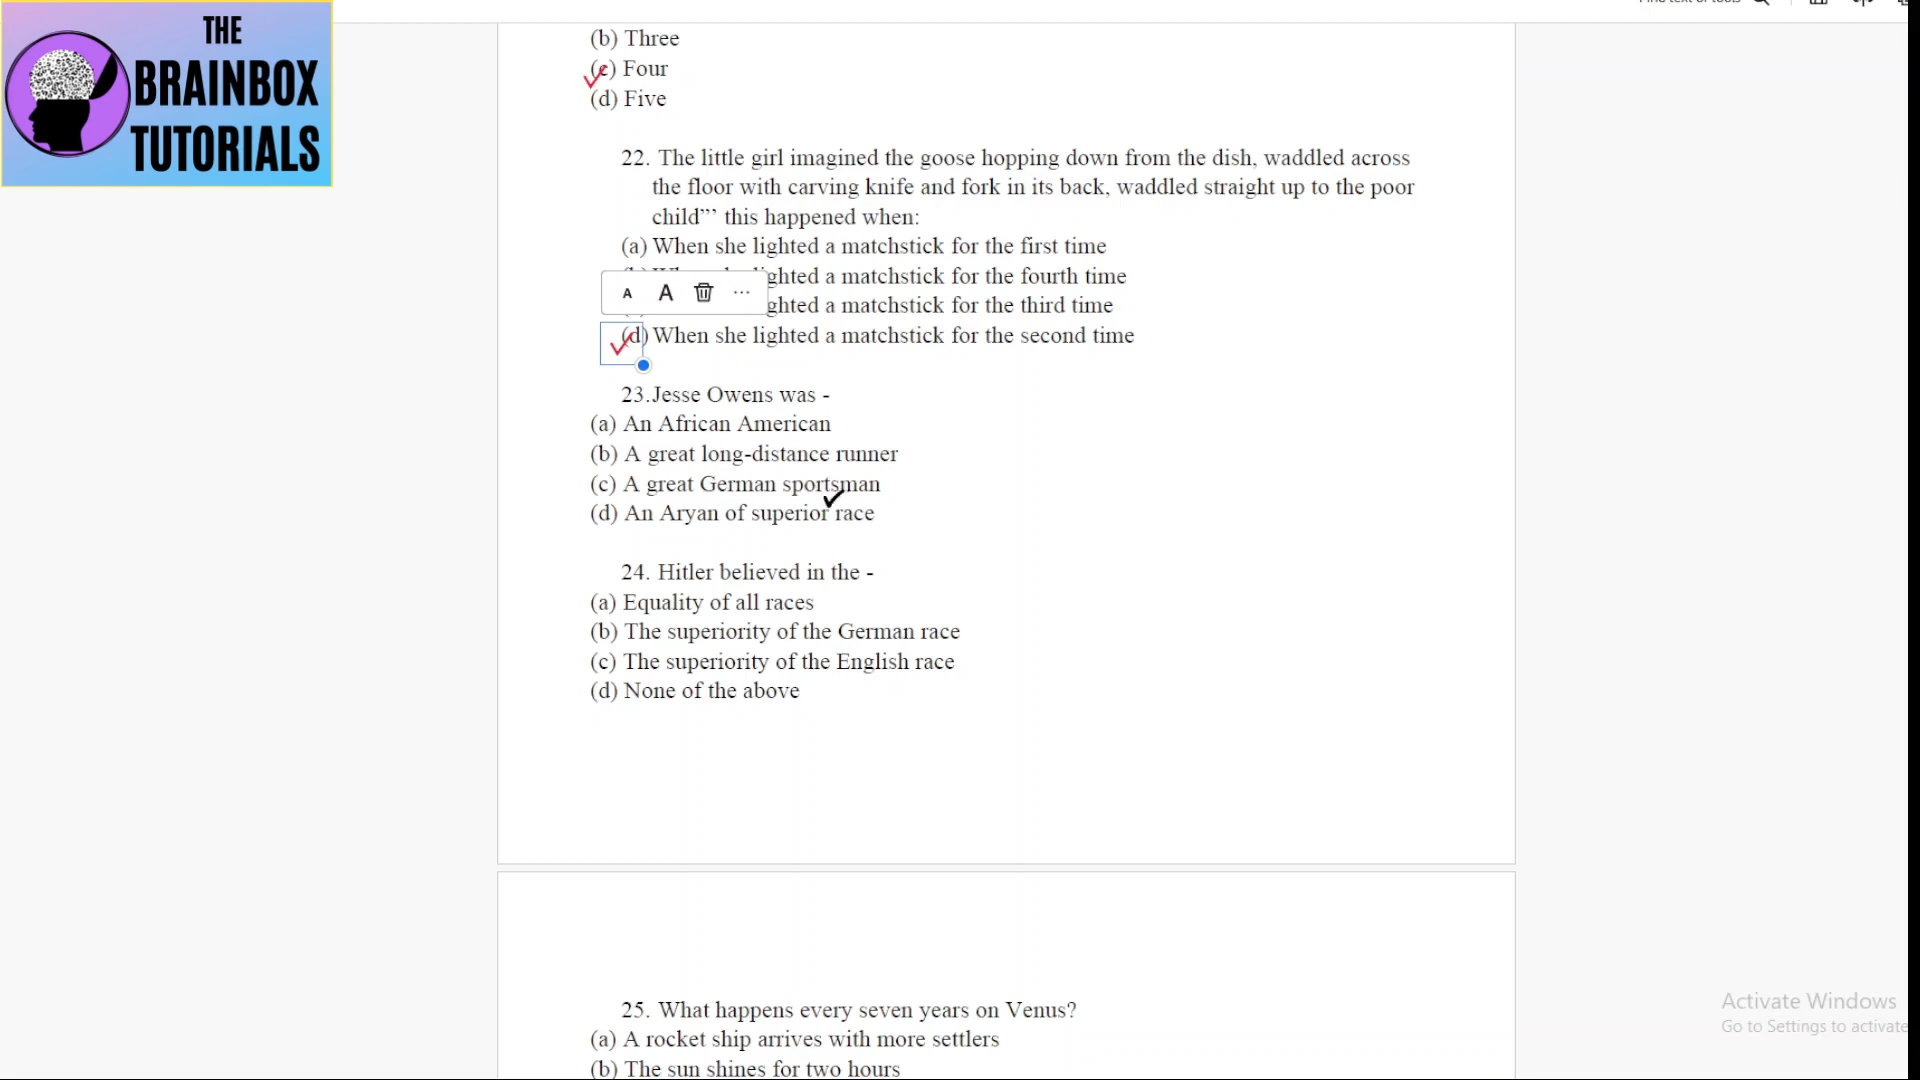 THE
BRAINBOX
TUTORIALS
(b) Three
(c) Four
(d) Five
22. The little girl imagined the goose hopping down from the dish, waddled across
the floor with carving knife and fork in its back, waddled straight up to the poor
child”’ this happened when:
(a) When she lighted a matchstick for the first time
lighted a matchstick for the fourth time
A A ...
ghted a matchstick for the third time
(d) When she lighted a matchstick for the second time
23.Jesse Owens was -
(a) An African American
(b) A great long-distance runner
(c) A great German sportsman
(d) An Aryan of superior race
24. Hitler believed in the -
(a) Equality of all races
(b) The superiority of the German race
(c) The superiority of the English race
(d) None of the above
25. What happens every seven years on Venus?
(a) A rocket ship arrives with more settlers
(b) The sun shines for two hours
Activate Windows
Go to Settings to activate